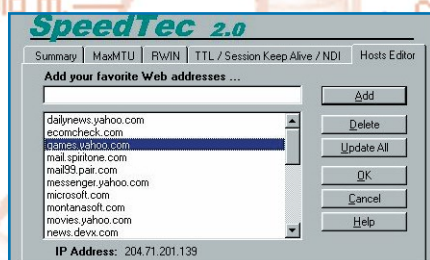 SpeedTec 2.0
Summary MaxMTU RWIN TTL / Session Keep Alive / NDI Hosts Editor
Add your favorite Web addresses ...
Add
dailynews.yahoo.com
ecomcheck.com
games.yahoo.com
mail.spiritone.com
mail99.pair.com
messenger.yahoo.com
microsoft.com
montanasoft.com
movies.yahoo.com
news.devx.com
Delete
Update All
OK
Cancel
Help
IP Address: 204.71.201.139